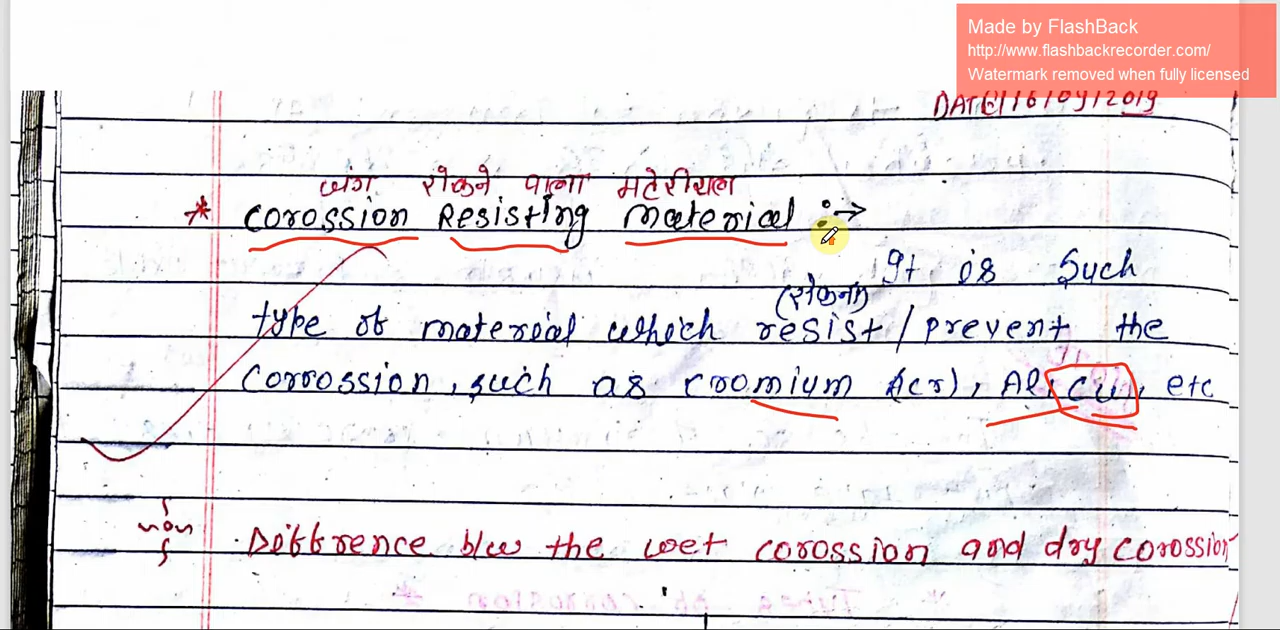 Made by FlashBack
http://www.flashbackrecorder.com/
Watermark removed when fully licensed
DATE 16/09/2019
जंग रोकने वाला मटेरीयल
* Corossion Resisting material :→
It is Such
(रोकना)
type of material which resist / prevent the
Corrossion, such as cromium (cr), Al, Cu, etc
Diffrence b/w the wet corossion and dry corossion